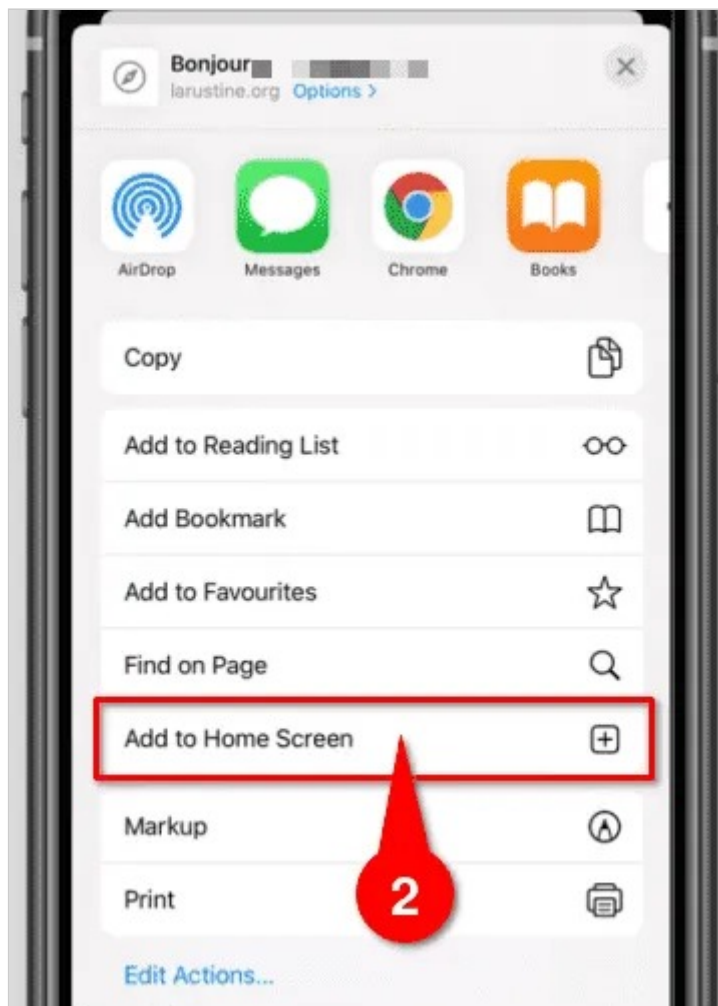 Bonjour
larustine.org Options >
AirDrop Messages Chrome Books
Copy
Add to Reading List
Add Bookmark
Add to Favourites
Find on Page
Add to Home Screen
Markup
2
Print
Edit Actions...